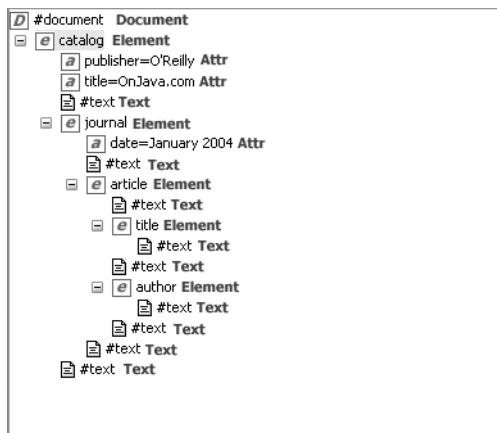 D #document Document
e catalog Element
a publisher=O'Reilly Attr
a title=OnJava.com Attr
#text Text
e journal Element
a date=January 2004 Attr
#text Text
e article Element
#text Text
e title Element
#text Text
#text Text
e author Element
#text Text
#text Text
#text Text
#text Text